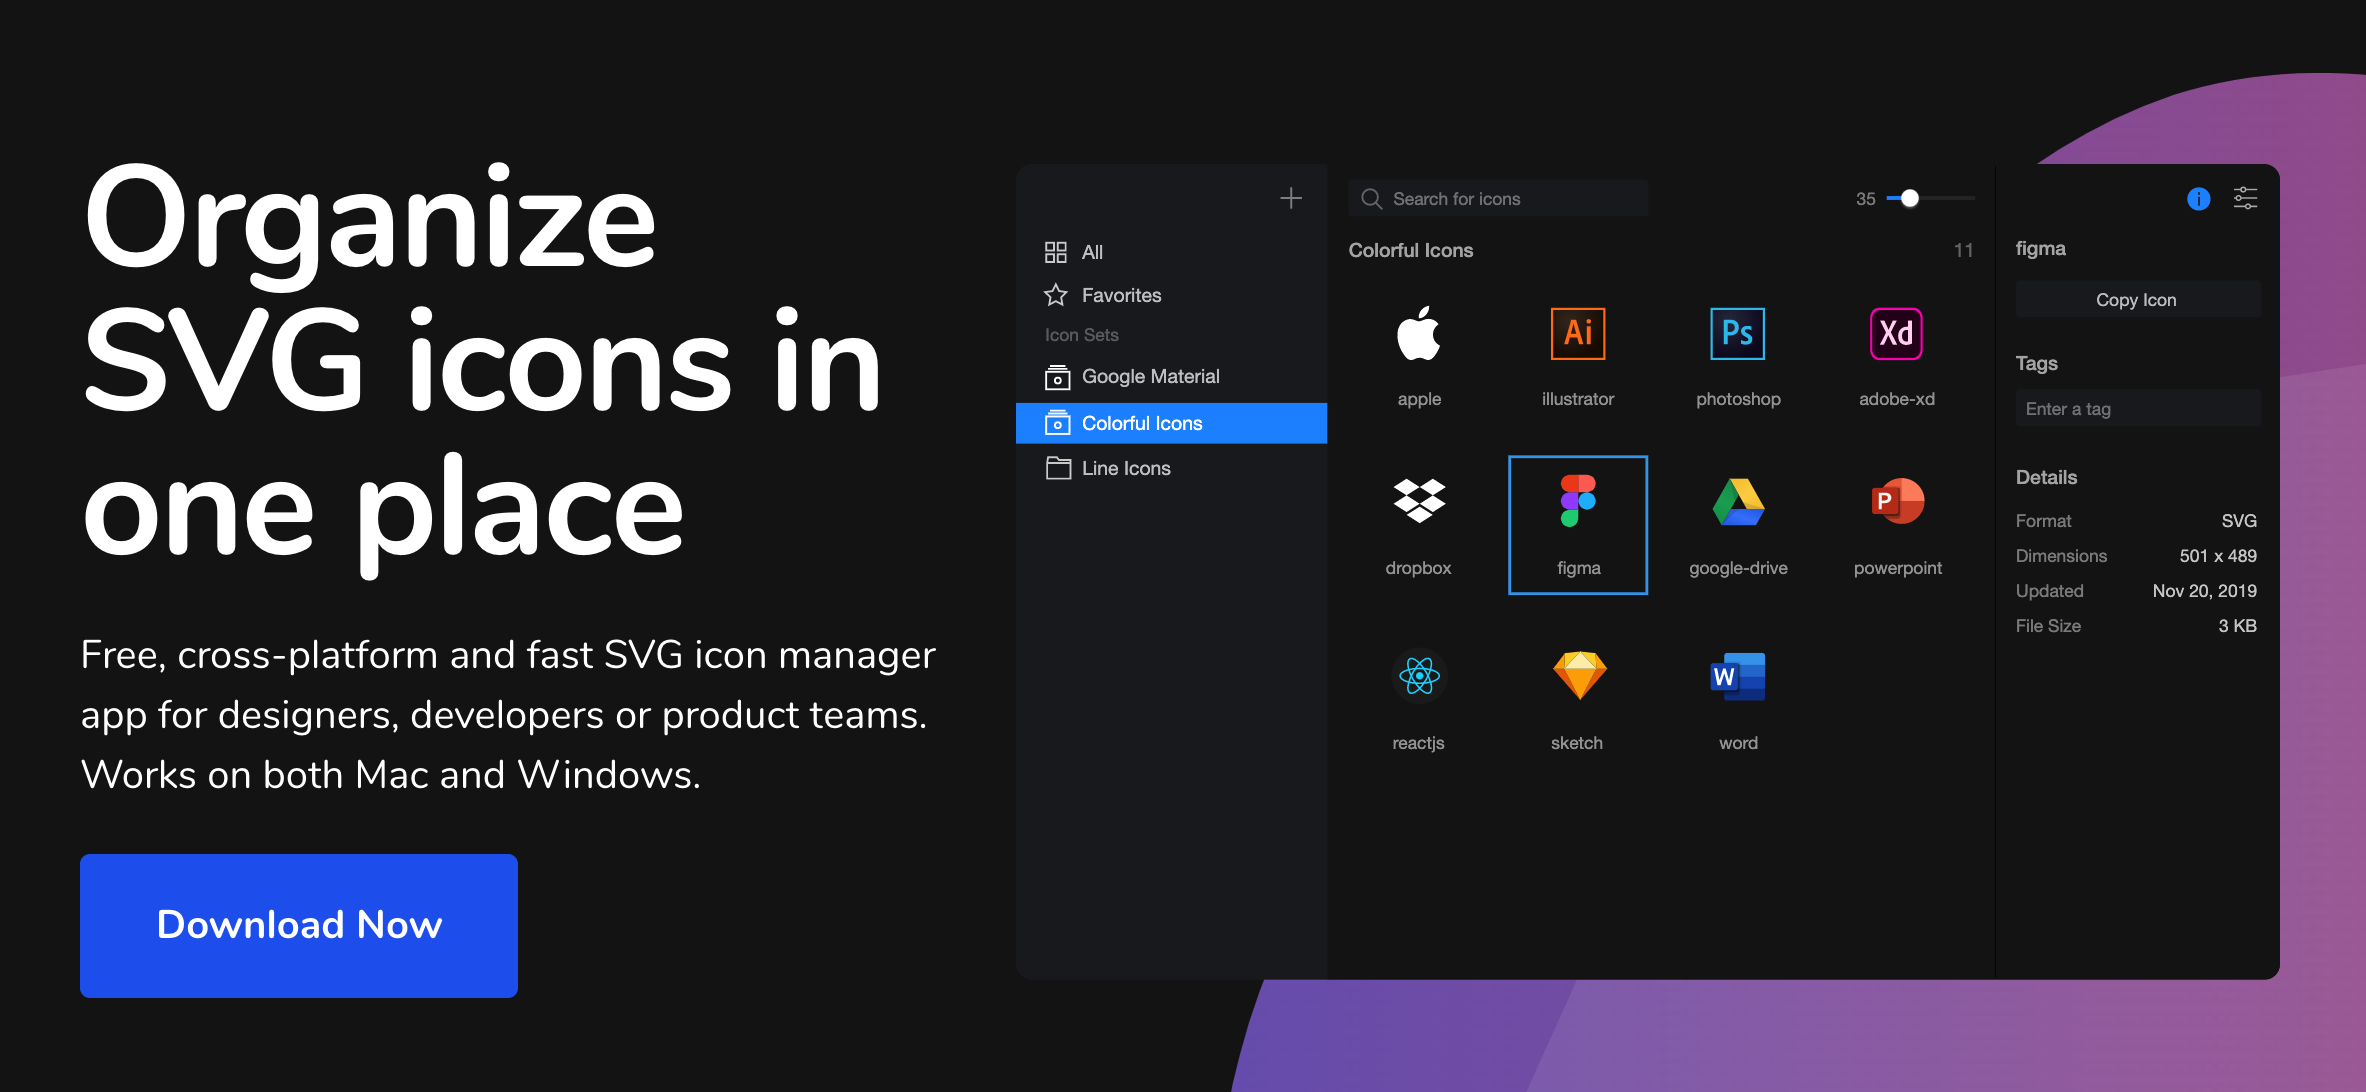 Organize
SVG icons in
one place
Free, cross-platform and fast SVG icon manager
app for designers, developers or product teams.
Works on both Mac and Windows.
Download Now
All
Favorites
Icon Sets
Google Material
Colorful Icons
Line Icons
Search for icons
35
Colorful Icons
11
Ai
Ps
Xd
apple
illustrator
photoshop
adobe-xd
P
dropbox
figma
google-drive
powerpoint
W
reactjs
sketch
word
i
figma
Copy Icon
Tags
Enter a tag
Details
Format SVG
Dimensions 501 x 489
Updated Nov 20, 2019
File Size 3 KB